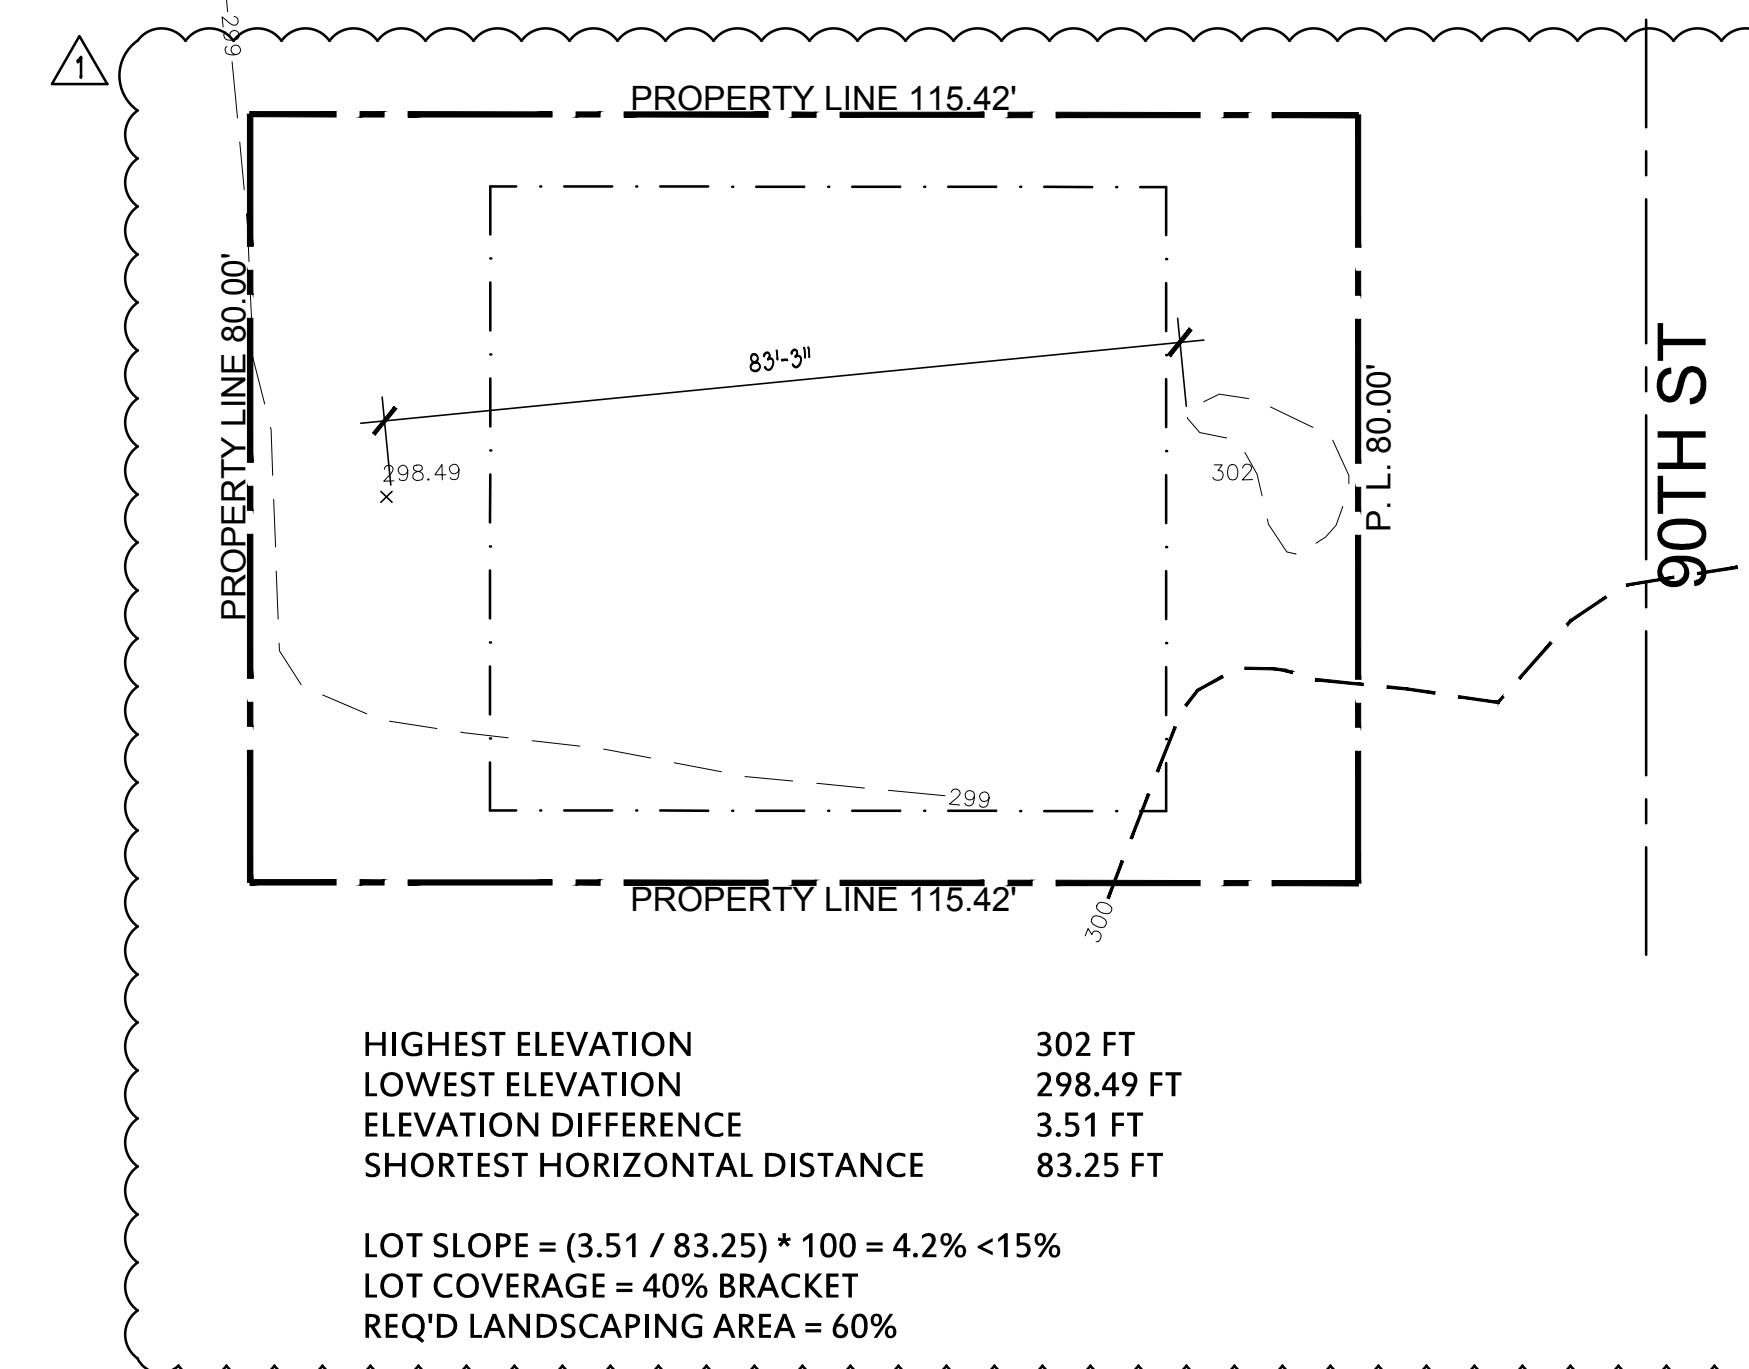 299
1
PROPERTY LINE 115.42'
PROPERTY LINE 80.00'
83'-3"
298.49
×
302
P. L. 80.00'
90TH ST
299
PROPERTY LINE 115.42'
300
HIGHEST ELEVATION 302 FT
LOWEST ELEVATION 298.49 FT
ELEVATION DIFFERENCE 3.51 FT
SHORTEST HORIZONTAL DISTANCE 83.25 FT
LOT SLOPE = (3.51 / 83.25) * 100 = 4.2% <15%
LOT COVERAGE = 40% BRACKET
REQ'D LANDSCAPING AREA = 60%